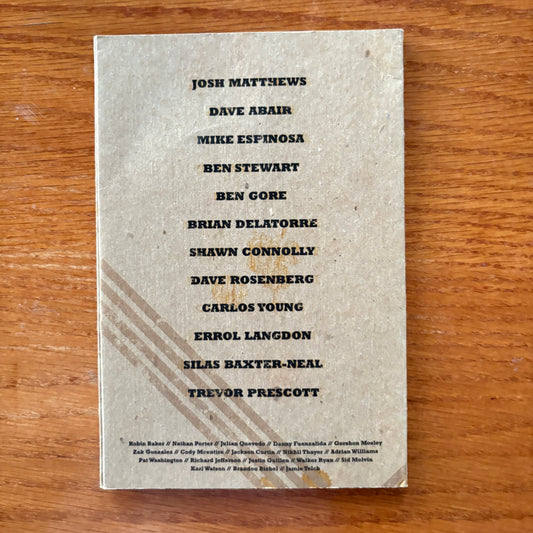 JOSH MATTHEWS
DAVE ABAIR
MIKE ESPINOSA
BEN STEWART
BEN GORE
BRIAN DELATORRE
SHAWN CONNOLLY
DAVE ROSENBERG
CARLOS YOUNG
ERROL LANGDON
SILAS BAXTER-NEAL
TREVOR PRESCOTT
Robin Baker // Nathan Porter // Julian Quevedo // Danny Fuenzalida // Gershon Mosley
Zak Gonzales // Cody Mcentire // Jackson Curtin // Nikhil Thayer // Adrian Williams
Pat Washington // Richard Jefferson // Justin Guillen // Walker Ryan // Sid Melvin
Karl Watson // Brandon Biebel // Jamie Tolch